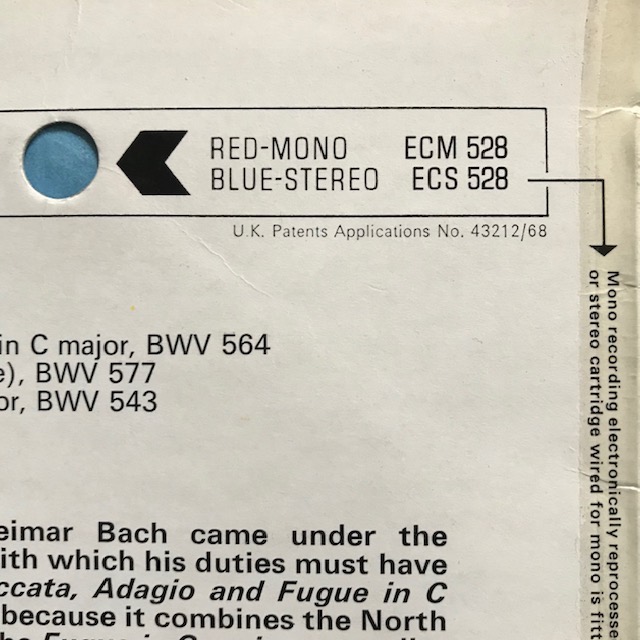 RED-MONO ECM 528
BLUE-STEREO ECS 528
U.K. Patents Applications No. 43212/68
in C major, BWV 564
e), BWV 577
or, BWV 543
eimar Bach came under the
ith which his duties must have
ccata, Adagio and Fugue in C
because it combines the North
Mono recording electronically reprocesse
or stereo cartridge wired for mono is fitt